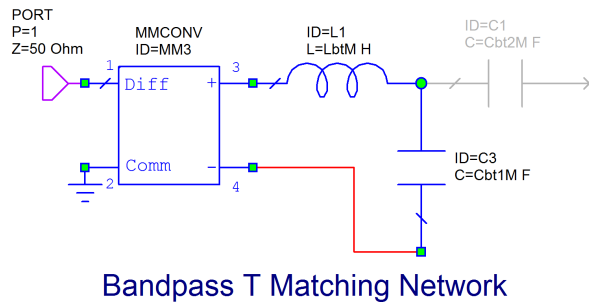 PORT
P=1
Z=50 Ohm
MMCONV
ID=MM3
ID=L1
L=LbtM H
ID=C1
C=Cbt2M F
1
Diff
+
3
Comm
-
2
4
ID=C3
C=Cbt1M F
Bandpass T Matching Network